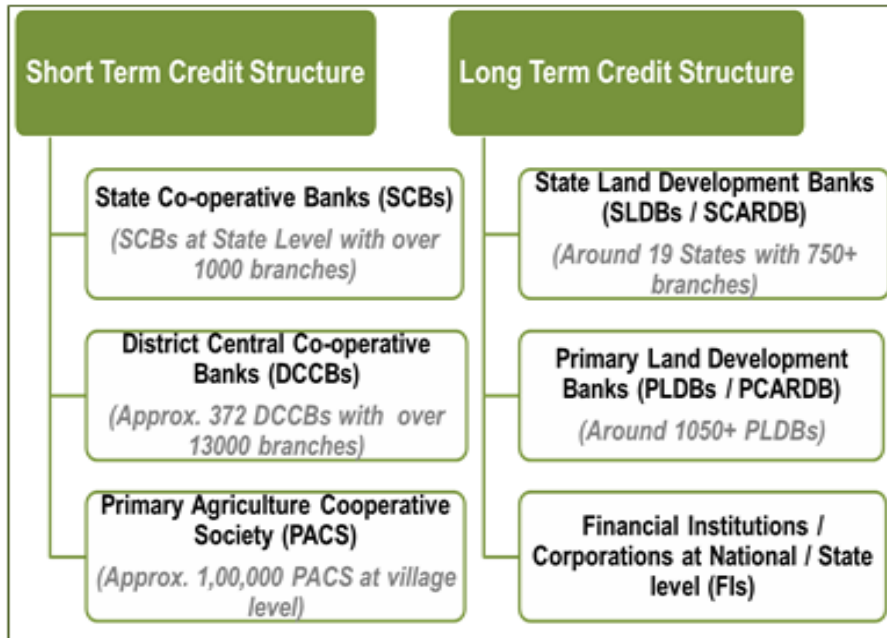 Short Term Credit Structure
State Co-operative Banks (SCBs)
(SCBs at State Level with over
1000 branches)
District Central Co-operative
Banks (DCCBs)
(Approx. 372 DCCBs with over
13000 branches)
Primary Agriculture Cooperative
Society (PACS)
(Approx. 1,00,000 PACS at village
level)
Long Term Credit Structure
State Land Development Banks
(SLDBs / SCARDB)
(Around 19 States with 750+
branches)
Primary Land Development
Banks (PLDBs / PCARDB)
(Around 1050+ PLDBs)
Financial Institutions /
Corporations at National / State
level (FIs)